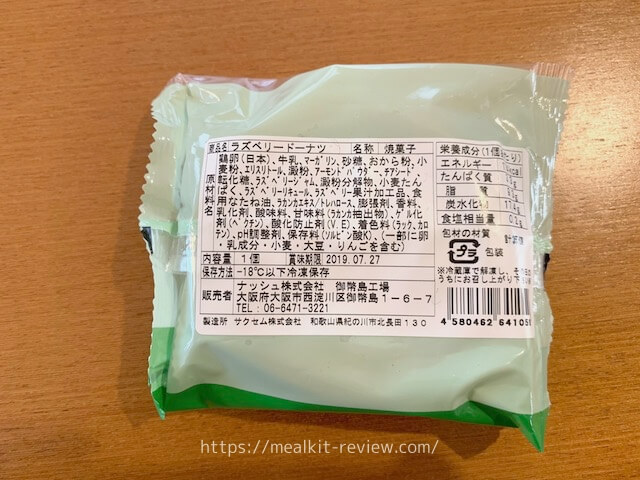 商品名 ラズベリードーナツ 名称 焼菓子
原材料名
鶏卵(日本)、牛乳、マーガリン、砂糖、おから粉、小
麦粉、エリスリトール、澱粉、アーモンドパウダー、チアシード、
転化糖、ラズベリージャム、澱粉分解物、小麦たん
ぱく、ラズベリーリキュール、ラズベリー果汁加工品、食
用なたね油、ラカンカエキス/トレハロース、膨張剤、香料、
乳化剤、酸味料、甘味料(ラカンカ抽出物)、ゲル化
剤(ペクチン)、酸化防止剤(V.E)、着色料(ラック、カロ
テン)、pH調整剤、保存料(ソルビン酸K)、(一部に卵
・乳成分・小麦・大豆・りんごを含む)
内容量 1個 賞味期限 2019.07.27
保存方法 -18℃以下冷凍保存
販売者 ナッシュ株式会社 御幣島工場
大阪府大阪市西淀川区御幣島1-6-7
TEL:06-6471-3221
製造所 サクセム株式会社 和歌山県紀の川市北長田130
栄養成分(1個
エネルギー
たんぱく質
脂質
炭水化物
食塩相当量
包材の材質
プラ 包装
※冷蔵庫で解凍し、
うちにお召し上がり下
4 580462 64105
https://mealkit-review.com/